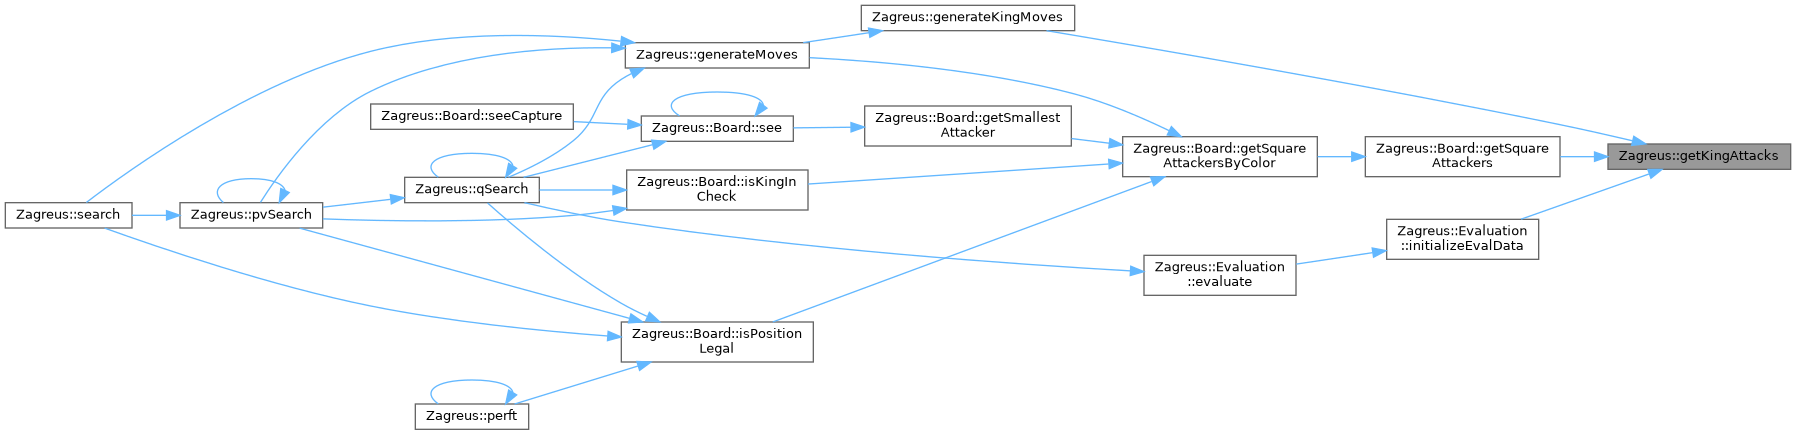 Zagreus::generateKingMoves
Zagreus::generateMoves
Zagreus::Board::seeCapture
Zagreus::Board::see
Zagreus::Board::getSmallest
Attacker
Zagreus::Board::getSquare
AttackersByColor
Zagreus::Board::getSquare
Attackers
Zagreus::getKingAttacks
Zagreus::qSearch
Zagreus::Board::isKingIn
Check
Zagreus::search
Zagreus::pvSearch
Zagreus::Evaluation
::initializeEvalData
Zagreus::Evaluation
::evaluate
Zagreus::Board::isPosition
Legal
Zagreus::perft